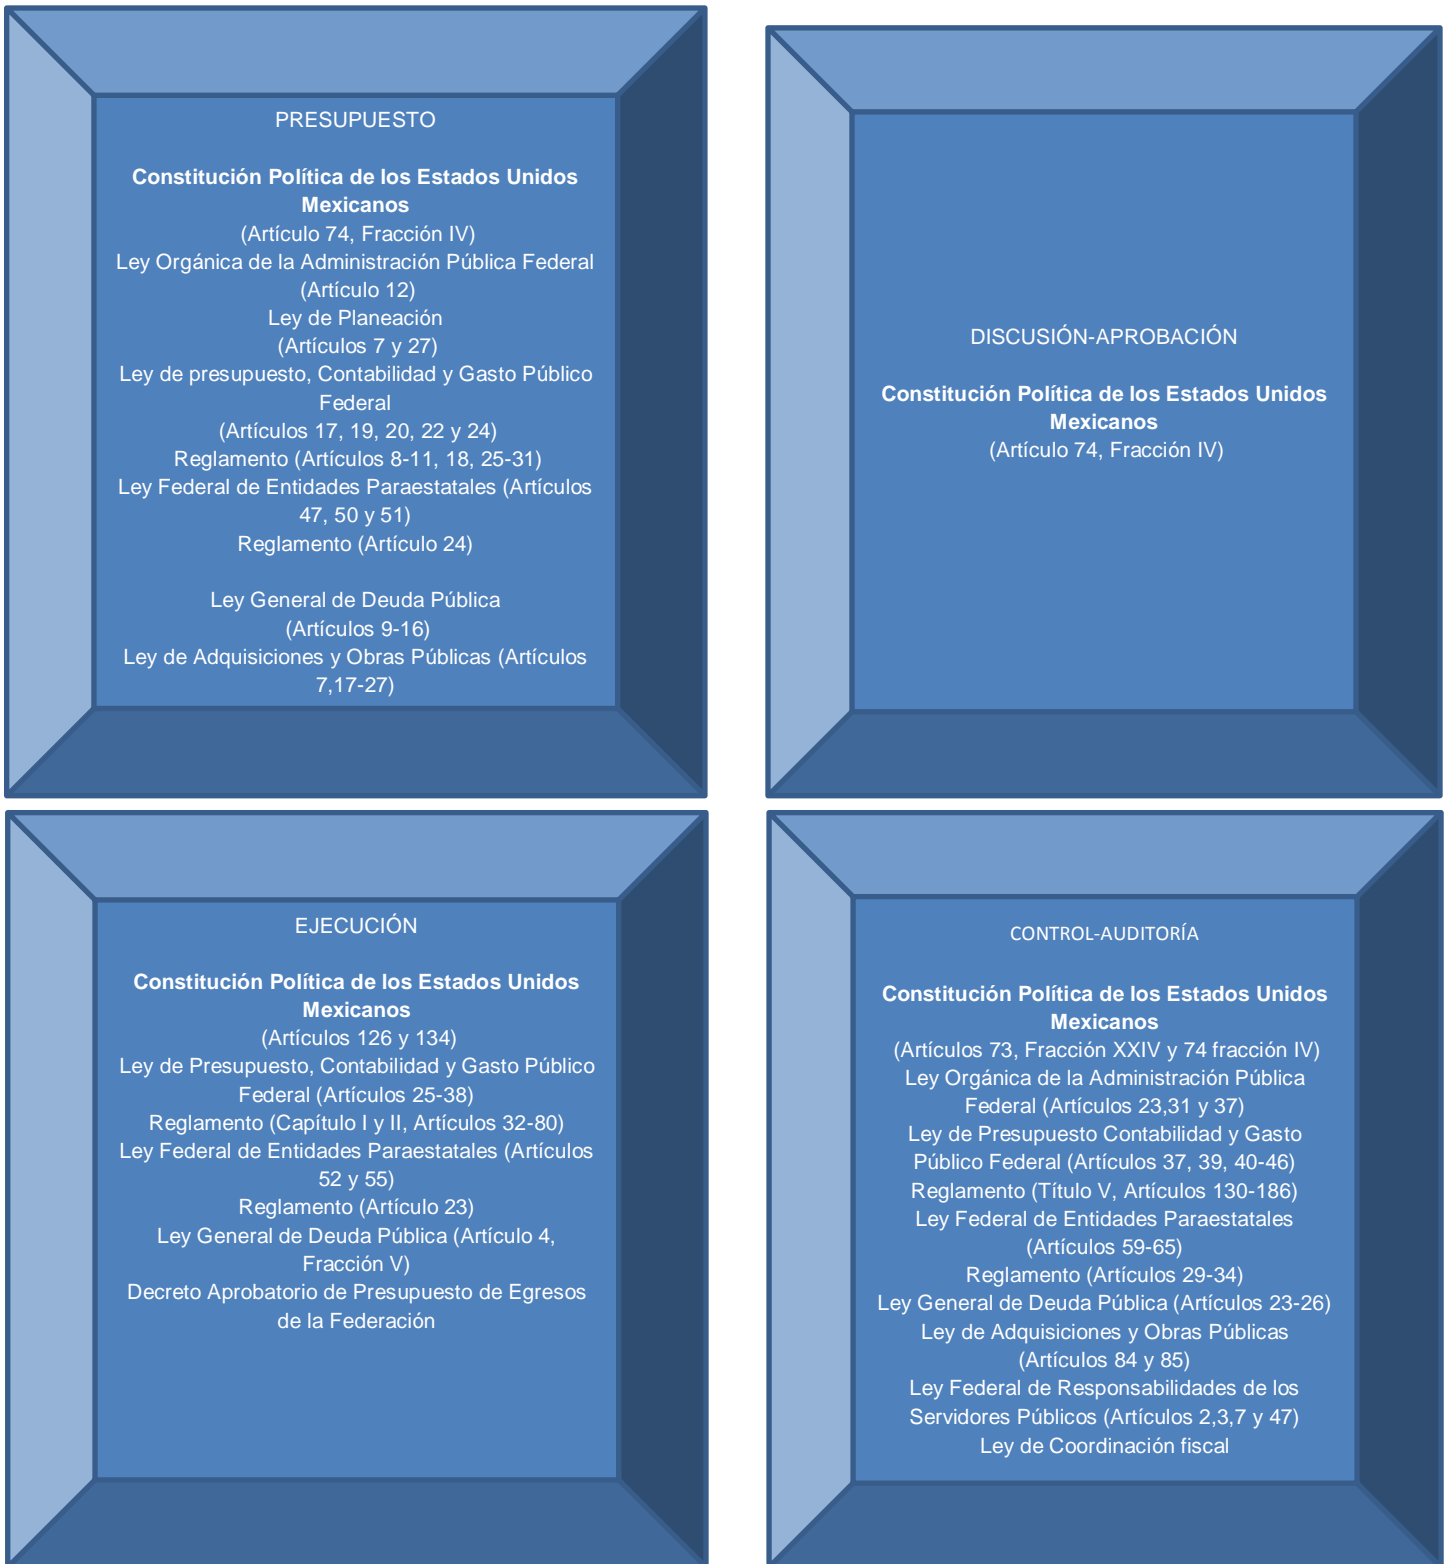 PRESUPUESTO
Constitución Política de los Estados Unidos
Mexicanos
(Artículo 74, Fracción IV)
Ley Orgánica de la Administración Pública Federal
(Artículo 12)
Ley de Planeación
(Artículos 7 y 27)
Ley de presupuesto, Contabilidad y Gasto Público
Federal
(Artículos 17, 19, 20, 22 y 24)
Reglamento (Artículos 8-11, 18, 25-31)
Ley Federal de Entidades Paraestatales (Artículos
47, 50 y 51)
Reglamento (Artículo 24)
Ley General de Deuda Pública
(Artículos 9-16)
Ley de Adquisiciones y Obras Públicas (Artículos
7,17-27)
DISCUSIÓN-APROBACIÓN
Constitución Política de los Estados Unidos
Mexicanos
(Artículo 74, Fracción IV)
EJECUCIÓN
Constitución Política de los Estados Unidos
Mexicanos
(Artículos 126 y 134)
Ley de Presupuesto, Contabilidad y Gasto Público
Federal (Artículos 25-38)
Reglamento (Capítulo I y II, Artículos 32-80)
Ley Federal de Entidades Paraestatales (Artículos
52 y 55)
Reglamento (Artículo 23)
Ley General de Deuda Pública (Artículo 4,
Fracción V)
Decreto Aprobatorio de Presupuesto de Egresos
de la Federación
CONTROL-AUDITORÍA
Constitución Política de los Estados Unidos
Mexicanos
(Artículos 73, Fracción XXIV y 74 fracción IV)
Ley Orgánica de la Administración Pública
Federal (Artículos 23,31 y 37)
Ley de Presupuesto Contabilidad y Gasto
Público Federal (Artículos 37, 39, 40-46)
Reglamento (Título V, Artículos 130-186)
Ley Federal de Entidades Paraestatales
(Artículos 59-65)
Reglamento (Artículos 29-34)
Ley General de Deuda Pública (Artículos 23-26)
Ley de Adquisiciones y Obras Públicas
(Artículos 84 y 85)
Ley Federal de Responsabilidades de los
Servidores Públicos (Artículos 2,3,7 y 47)
Ley de Coordinación fiscal